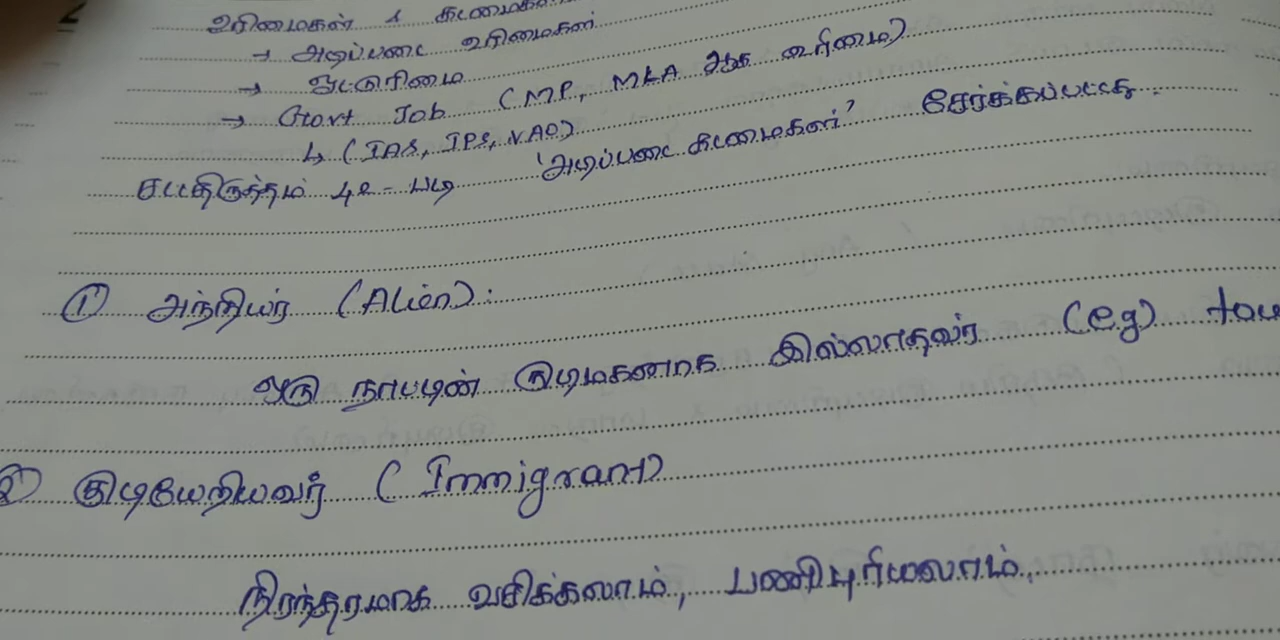 உரிமைகள் & கடமைகள்
→ அடிப்படை உரிமைகள்
→ ஓட்டுரிமை
→ Govt Job (MP, MLA ஆக உரிமை)
↳ (IAS, IPS, VAO)
சட்டதிருத்தம் 42-படி 'அடிப்படை கடமைகள்' சேர்க்கப்பட்டது.
① அந்நியர் (Alien):
ஒரு நாட்டின் குடிமகனாக இல்லாதவர் (e.g)
② குடியேறியவர் (Immigrant)
நிரந்தரமாக வசிக்கலாம், பணிபுரியலாம்,